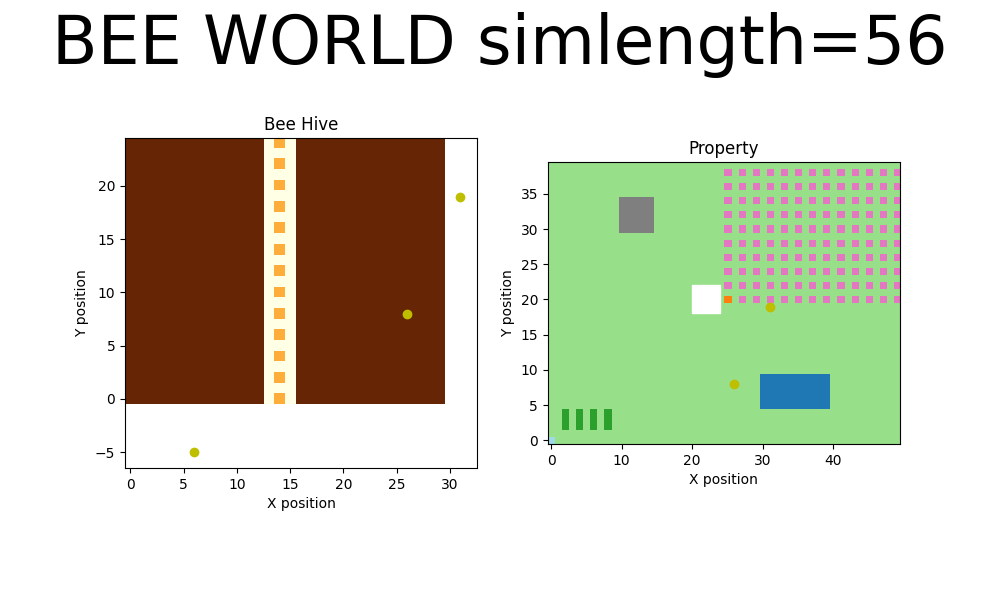 BEE WORLD simlength=56
Bee Hive
Y position
20
15
10
5
0
−5
0 5 10 15 20 25 30
X position
Property
Y position
35
30
25
20
15
10
5
0
0 10 20 30 40
X position